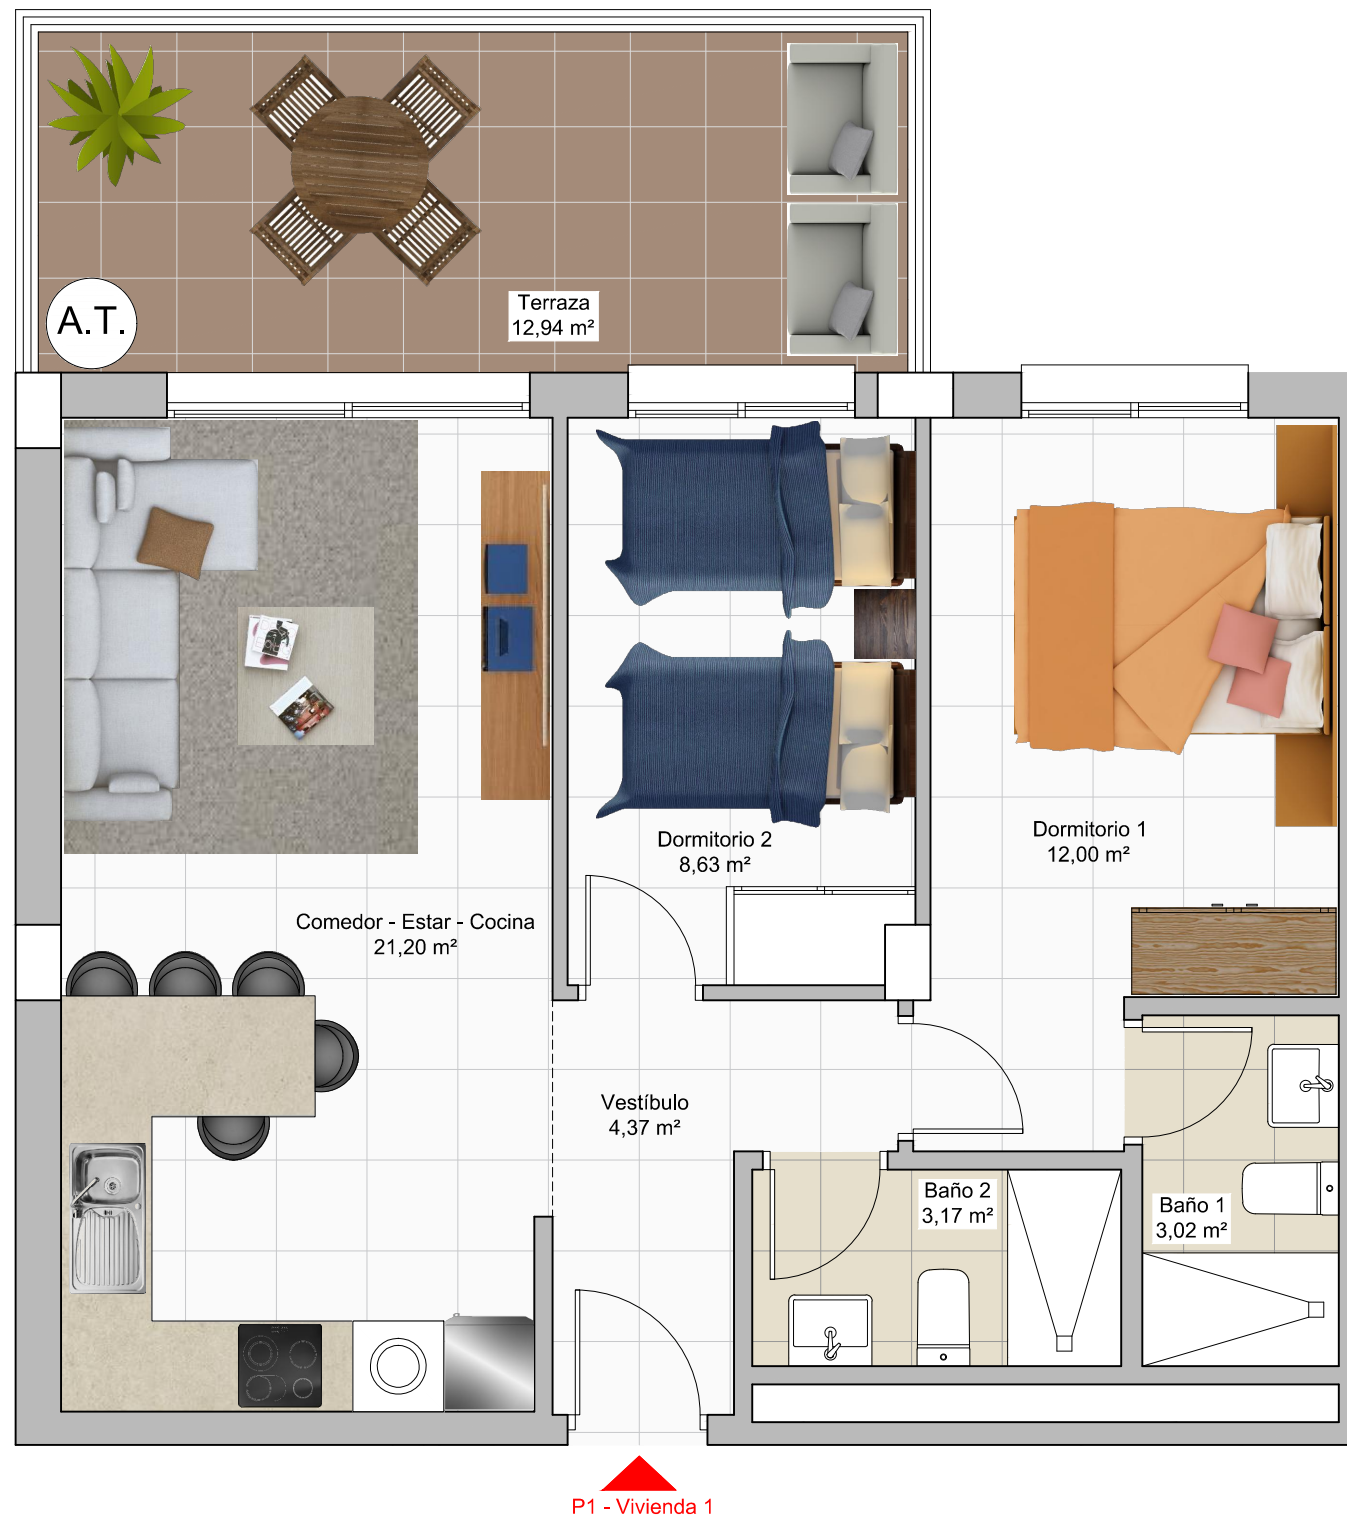 A.T.
Terraza
12,94 m²
Dormitorio 2
8,63 m²
Dormitorio 1
12,00 m²
Comedor - Estar - Cocina
21,20 m²
Vestíbulo
4,37 m²
Baño 2
3,17 m²
Baño 1
3,02 m²
P1 - Vivienda 1